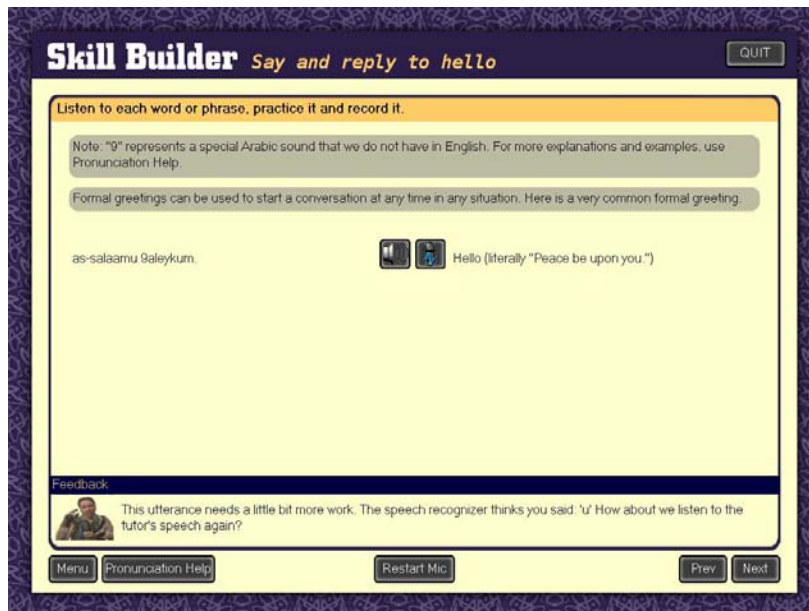 Skill Builder Say and reply to hello
QUIT
Listen to each word or phrase, practice it and record it.
Note: "9" represents a special Arabic sound that we do not have in English. For more explanations and examples, use
Pronunciation Help.
Formal greetings can be used to start a conversation at any time in any situation. Here is a very common formal greeting.
as-salaamu 9aleykum. Hello (literally "Peace be upon you.")
Feedback
This utterance needs a little bit more work. The speech recognizer thinks you said: 'u' How about we listen to the
tutor's speech again?
Menu Pronunciation Help Restart Mic Prev Next